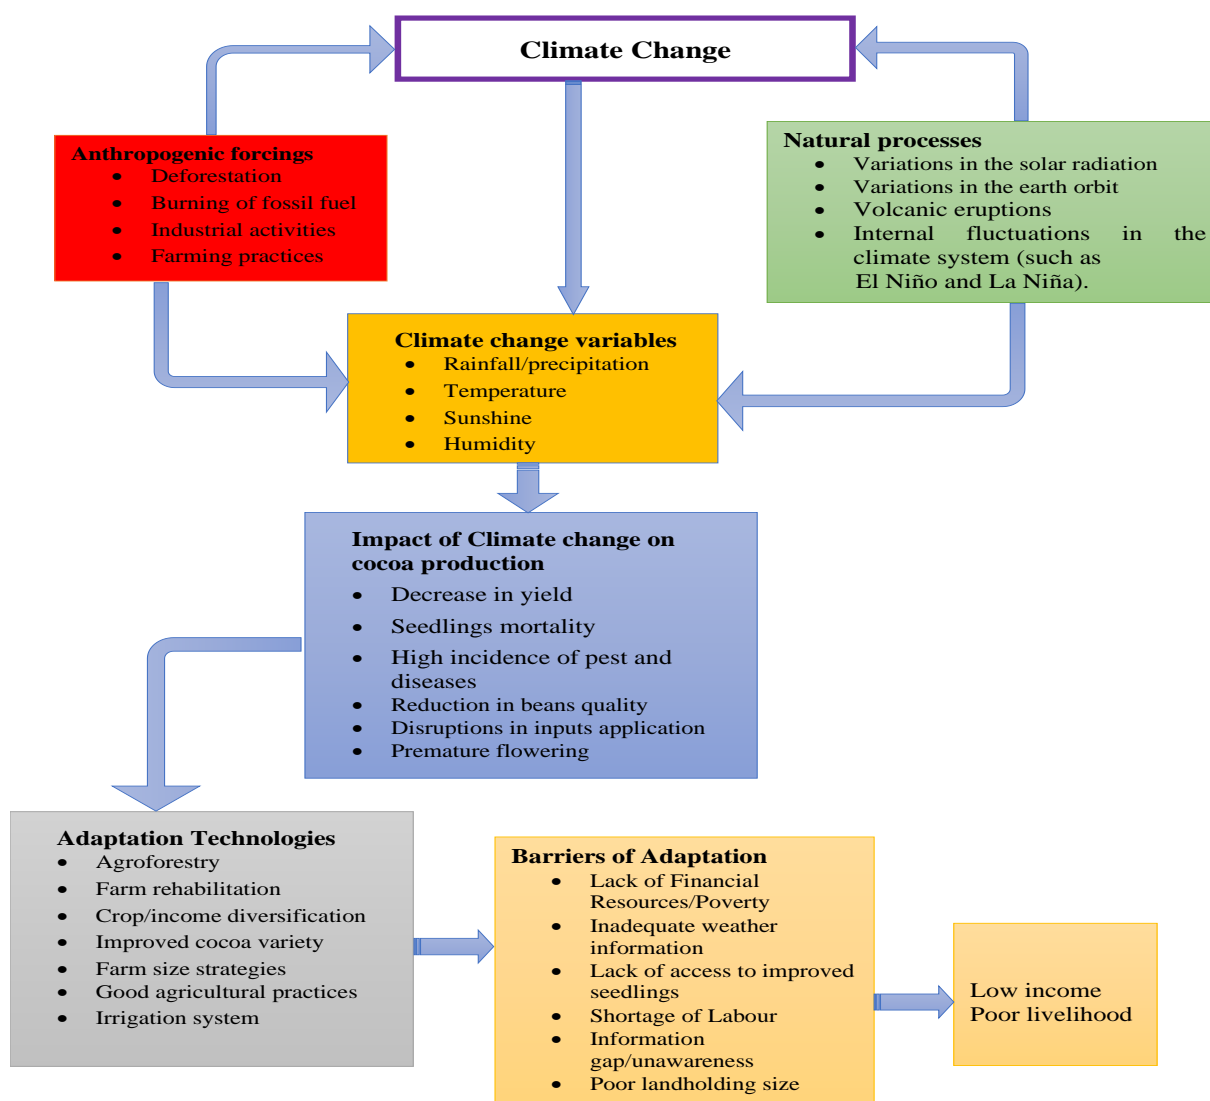 Climate Change
Anthropogenic forcings
• Deforestation
• Burning of fossil fuel
• Industrial activities
• Farming practices
Natural processes
• Variations in the solar radiation
• Variations in the earth orbit
• Volcanic eruptions
• Internal fluctuations in the
climate system (such as
El Niño and La Niña).
Climate change variables
• Rainfall/precipitation
• Temperature
• Sunshine
• Humidity
Impact of Climate change on
cocoa production
• Decrease in yield
• Seedlings mortality
• High incidence of pest and
diseases
• Reduction in beans quality
• Disruptions in inputs application
• Premature flowering
Adaptation Technologies
• Agroforestry
• Farm rehabilitation
• Crop/income diversification
• Improved cocoa variety
• Farm size strategies
• Good agricultural practices
• Irrigation system
Barriers of Adaptation
• Lack of Financial
Resources/Poverty
• Inadequate weather
information
• Lack of access to improved
seedlings
• Shortage of Labour
• Information
gap/unawareness
• Poor landholding size
Low income
Poor livelihood